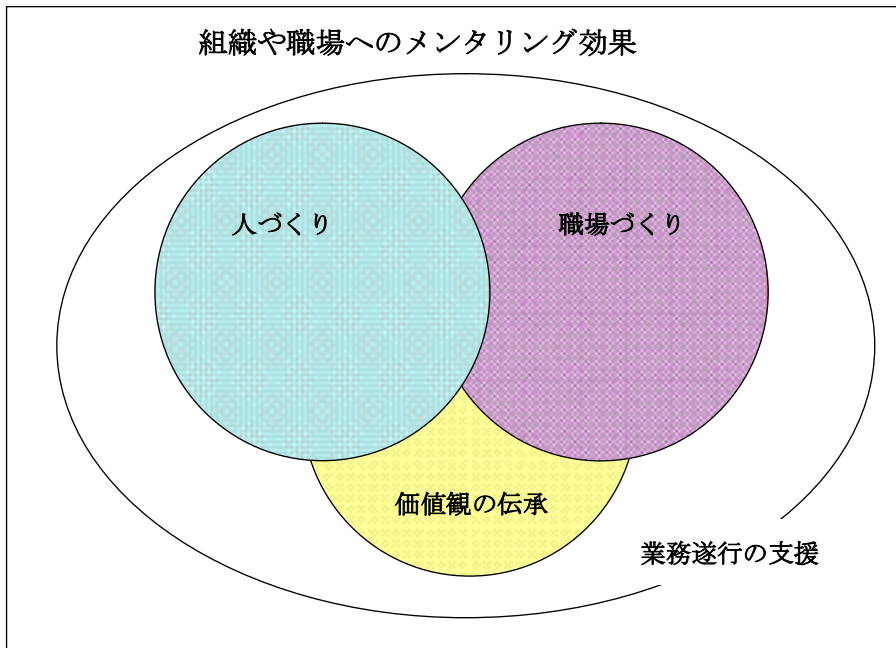 組織や職場へのメンタリング効果
人づくり
職場づくり
価値観の伝承
業務遂行の支援